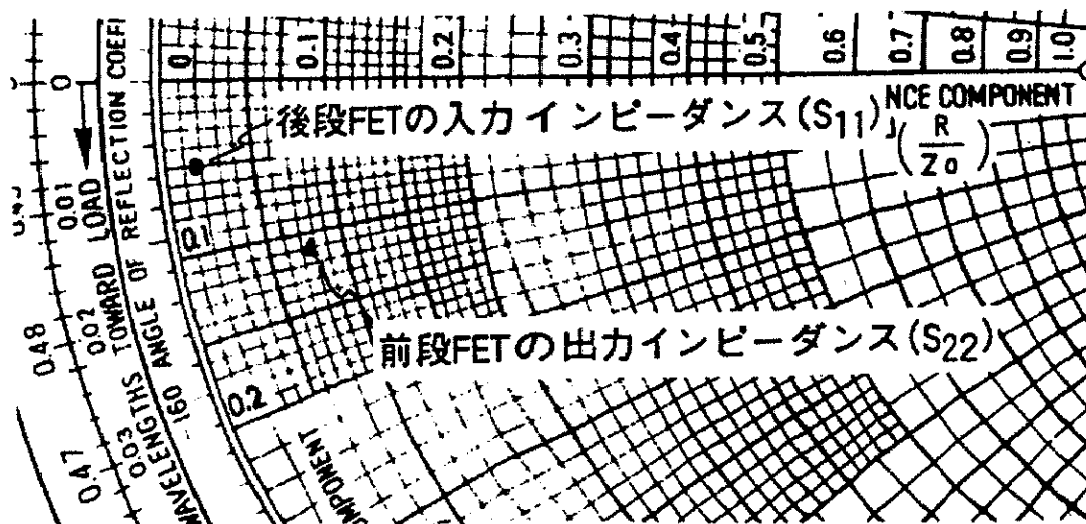 0 0.1 0.2 0.3 0.4 0.5 0.6 0.7 0.8 0.9 1.0
0
NCE COMPONENT
(R/Zo)
後段FETの入力インピーダンス(S11)
0.1
前段FETの出力インピーダンス(S22)
0.2
OMPONENT
0.01
0.02
0.03
0.48
0.47
WAVELENGTHS TOWARD LOAD
160 ANGLE OF REFLECTION COEFI